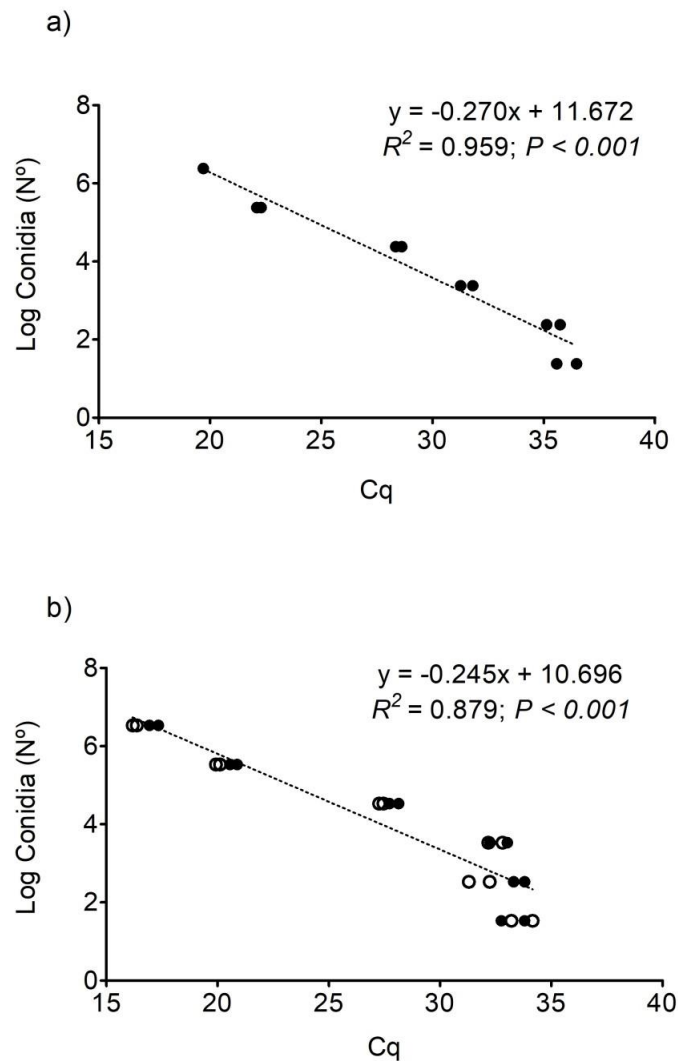 a)
y = -0.270x + 11.672
R² = 0.959; P < 0.001
8
6
4
2
0
Log Conidia (Nº)
15 20 25 30 35 40
Cq
b)
y = -0.245x + 10.696
R² = 0.879; P < 0.001
8
6
4
2
0
Log Conidia (Nº)
15 20 25 30 35 40
Cq